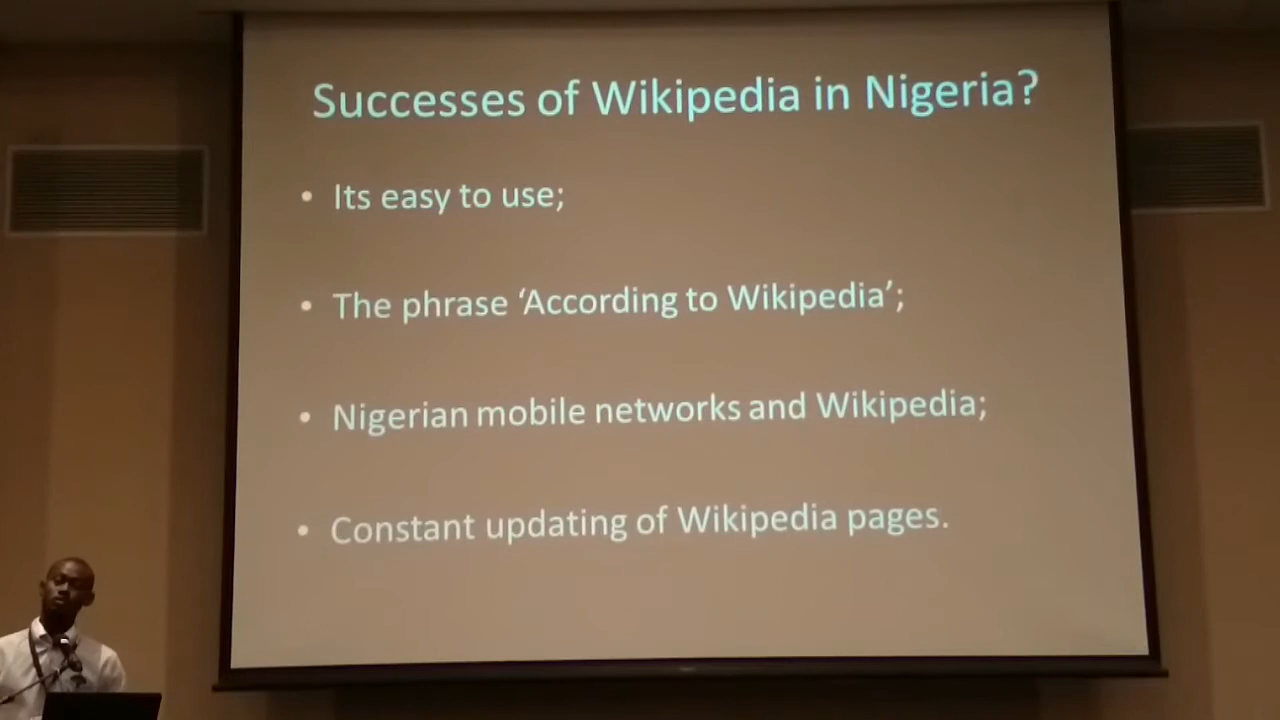 Successes of Wikipedia in Nigeria?
• Its easy to use;
• The phrase ‘According to Wikipedia’;
• Nigerian mobile networks and Wikipedia;
• Constant updating of Wikipedia pages.